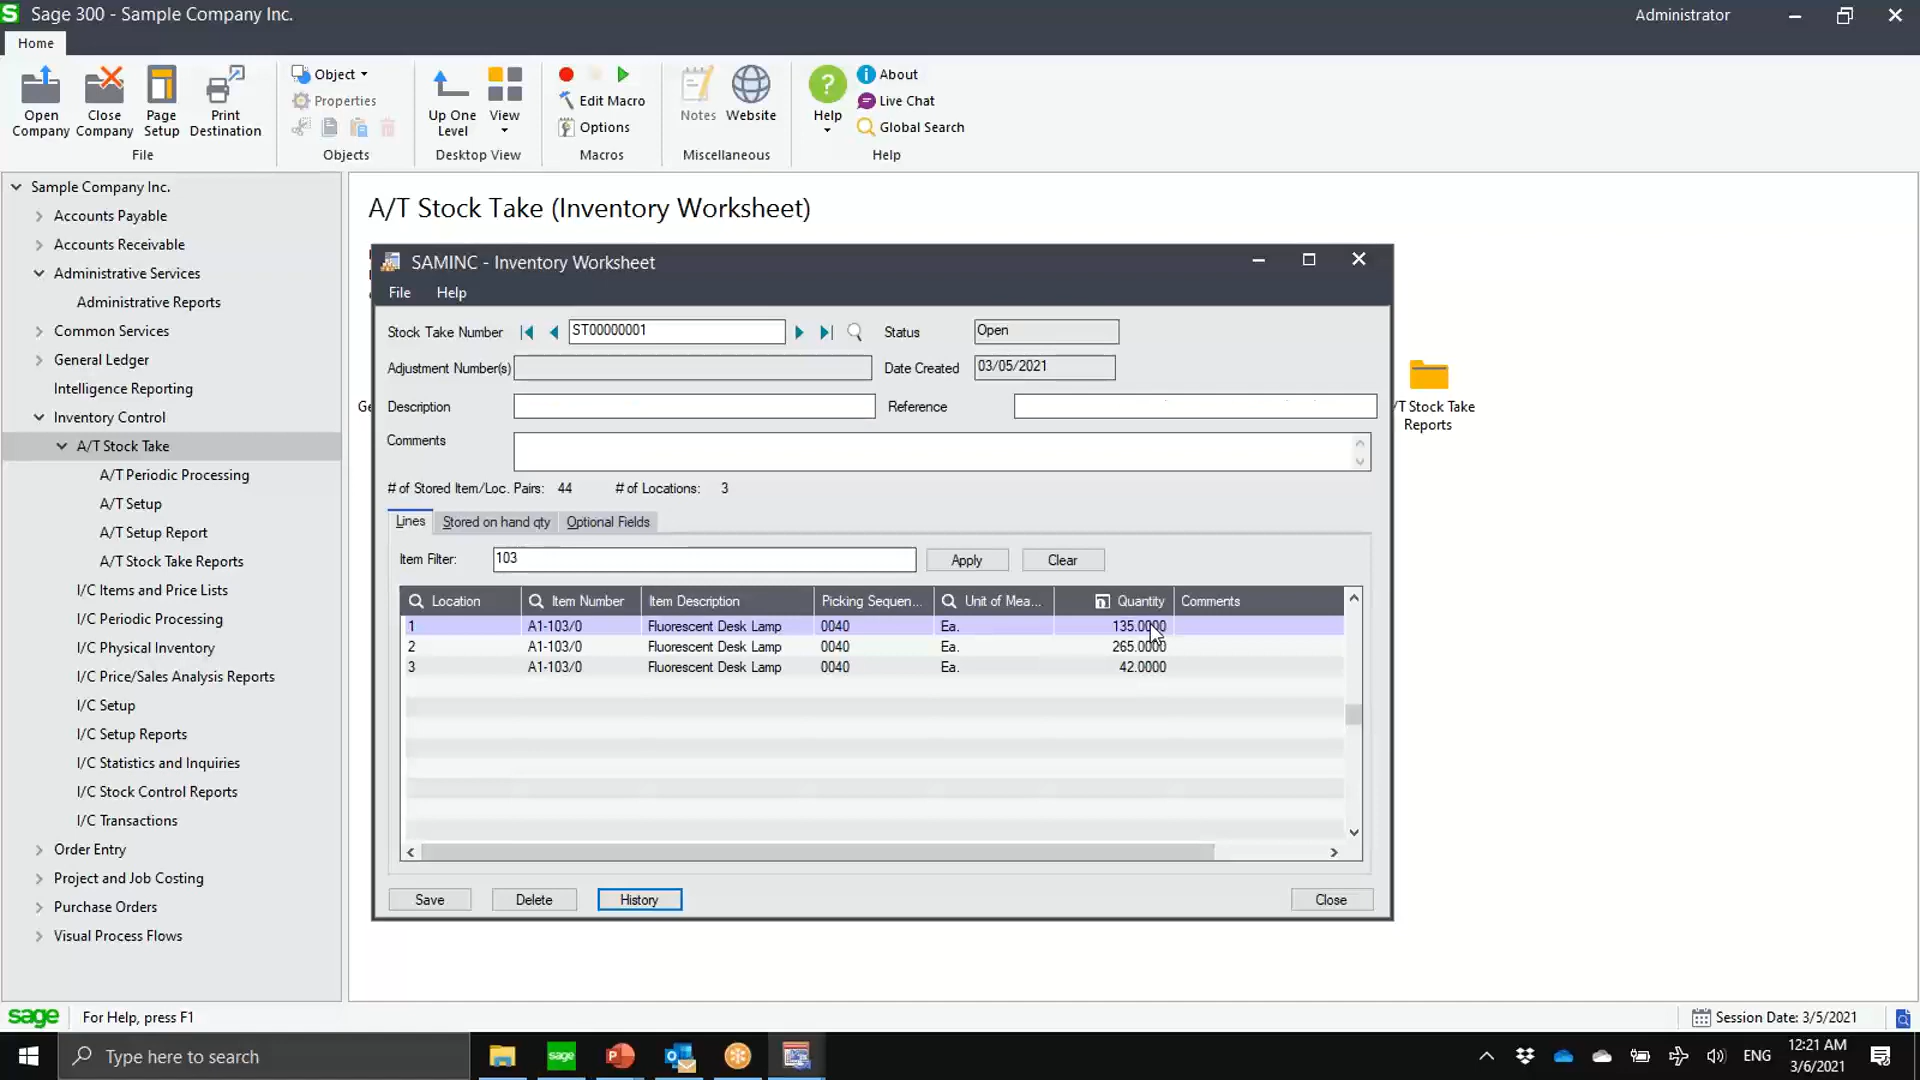 Sage 300 - Sample Company Inc.
Administrator
Home
Open Company
Close Company
Page Setup
Print Destination
File
Object
Properties
Objects
Up One Level
View
Desktop View
Edit Macro
Options
Macros
Notes
Website
Miscellaneous
Help
About
Live Chat
Global Search
Help
Sample Company Inc.
Accounts Payable
Accounts Receivable
Administrative Services
Administrative Reports
Common Services
General Ledger
Intelligence Reporting
Inventory Control
A/T Stock Take
A/T Periodic Processing
A/T Setup
A/T Setup Report
A/T Stock Take Reports
I/C Items and Price Lists
I/C Periodic Processing
I/C Physical Inventory
I/C Price/Sales Analysis Reports
I/C Setup
I/C Setup Reports
I/C Statistics and Inquiries
I/C Stock Control Reports
I/C Transactions
Order Entry
Project and Job Costing
Purchase Orders
Visual Process Flows
A/T Stock Take (Inventory Worksheet)
Ge
/T Stock Take
Reports
SAMINC - Inventory Worksheet
File Help
Stock Take Number ST00000001 Status Open
Adjustment Number(s) Date Created 03/05/2021
Description Reference
Comments
# of Stored Item/Loc. Pairs: 44 # of Locations: 3
Lines Stored on hand qty Optional Fields
Item Filter: 103 Apply Clear
Location Item Number Item Description Picking Sequen... Unit of Mea... Quantity Comments
1 A1-103/0 Fluorescent Desk Lamp 0040 Ea. 135.0000
2 A1-103/0 Fluorescent Desk Lamp 0040 Ea. 265.0000
3 A1-103/0 Fluorescent Desk Lamp 0040 Ea. 42.0000
Save Delete History Close
sage For Help, press F1 Session Date: 3/5/2021
Type here to search
sage
ENG
12:21 AM
3/6/2021